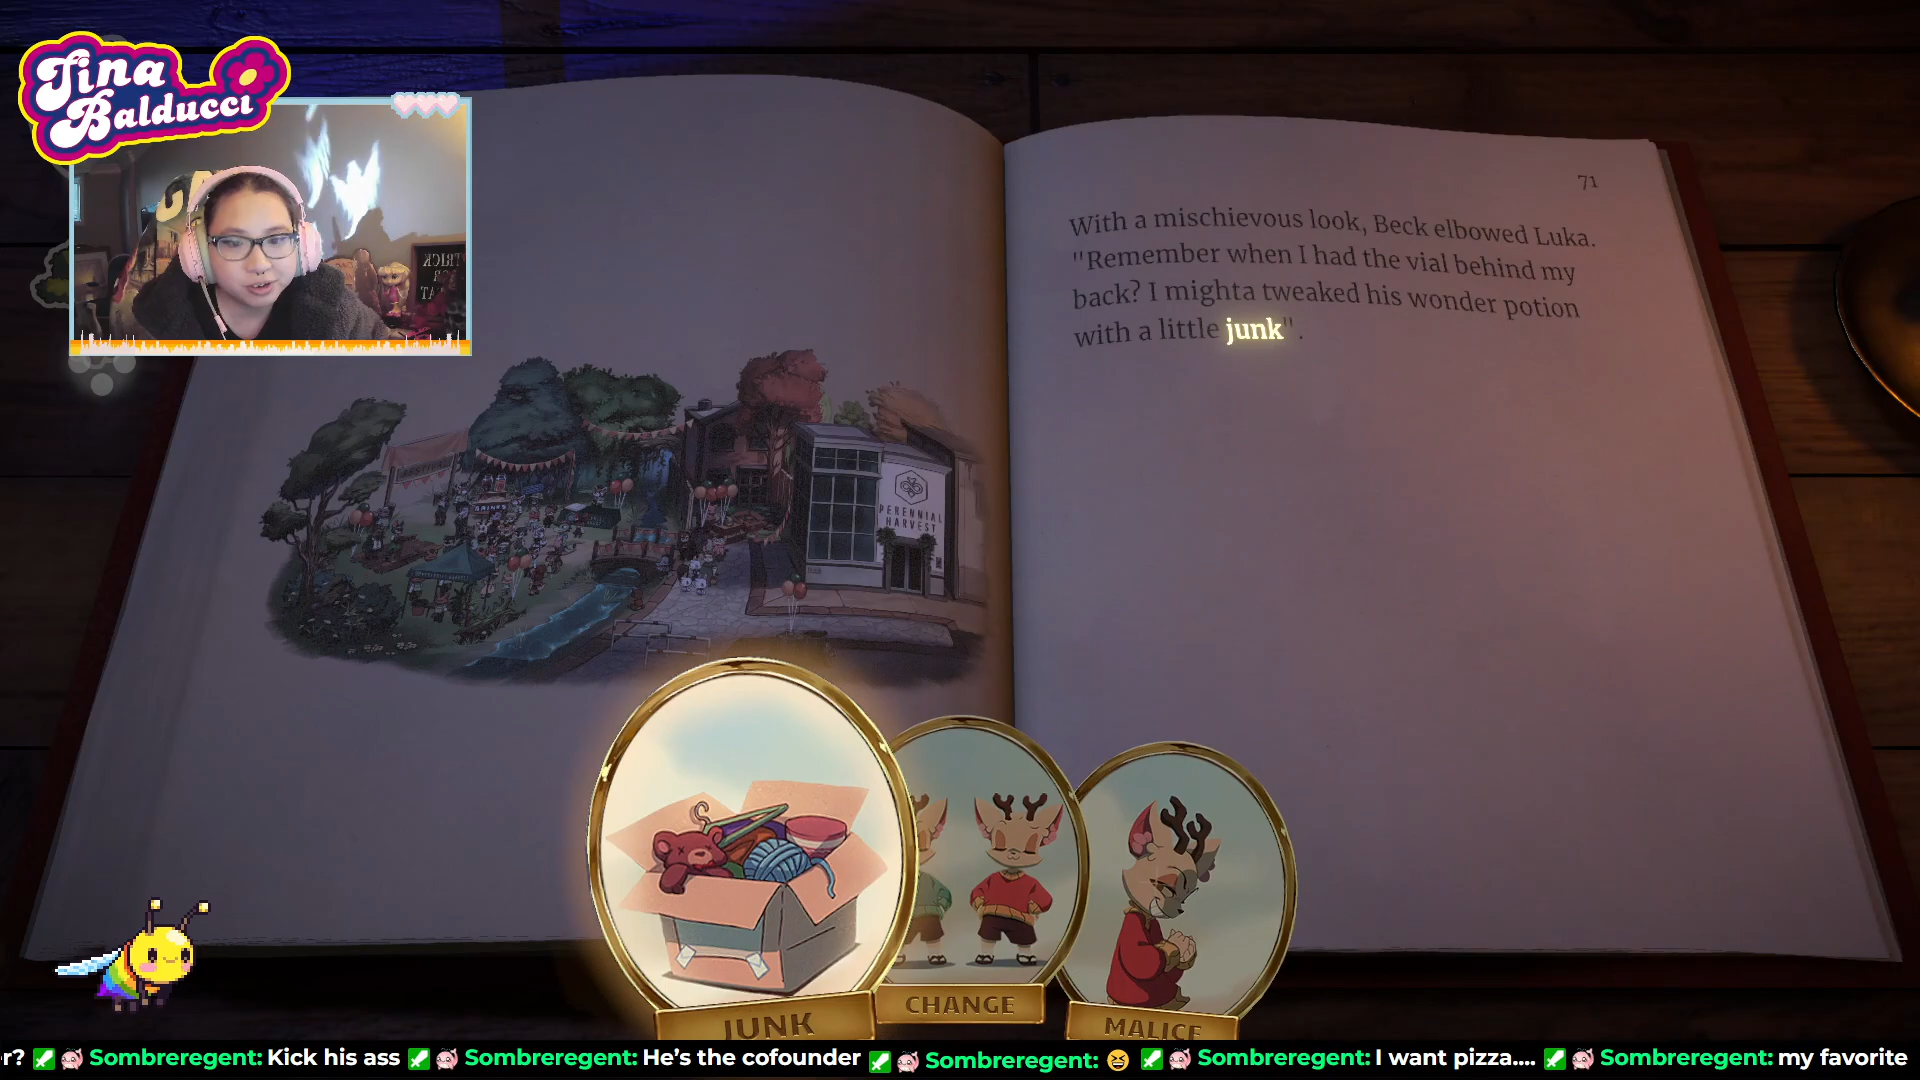 Tina
Balducci
TRICK
OR
71
With a mischievous look, Beck elbowed Luka.
"Remember when I had the vial behind my
back? I mighta tweaked his wonder potion
with a little junk".
PERENNIAL
HARVEST
JUNK
CHANGE
MALICE
r? Sombreregent: Kick his ass Sombreregent: He's the cofounder Sombreregent: 😆 Sombreregent: I want pizza.... Sombreregent: my favorite